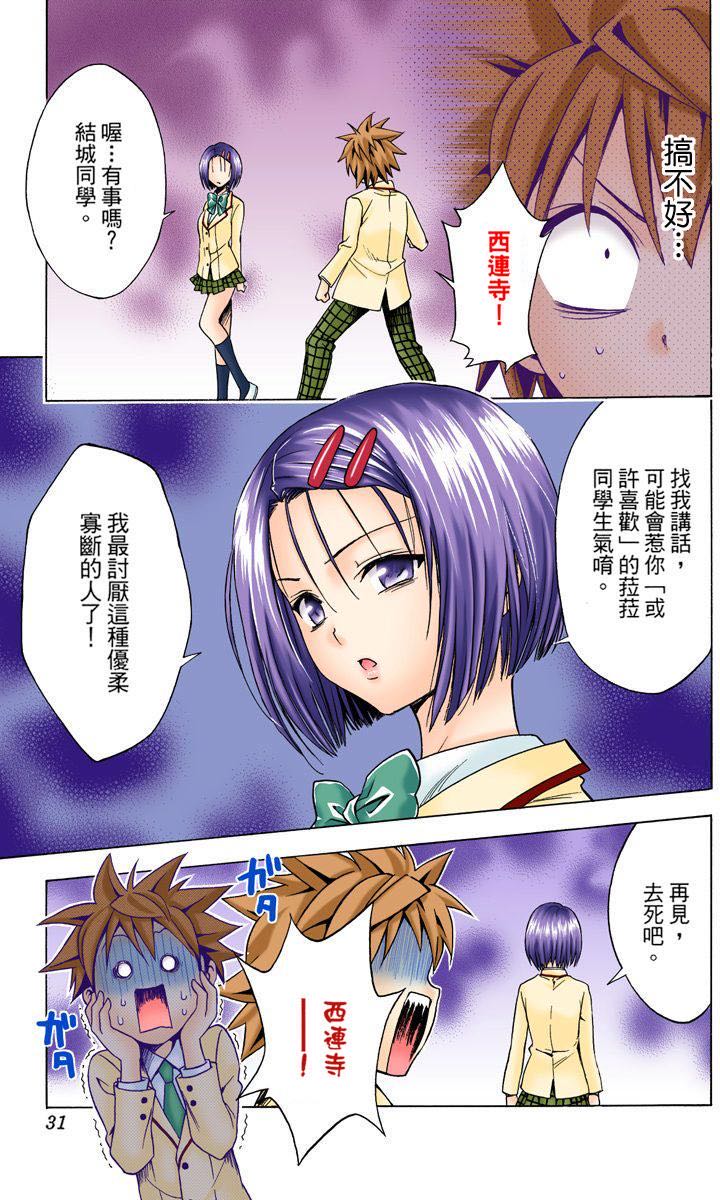 搞不好…
西連寺！
喔…有事嗎？
結城同學。
找我講話，
可能會惹你「或
許喜歡」的菈菈
同學生氣唷。
我最討厭這種優柔
寡斷的人了！
再見，
去死吧。
ガタ
西連寺
——！
ガタ
31